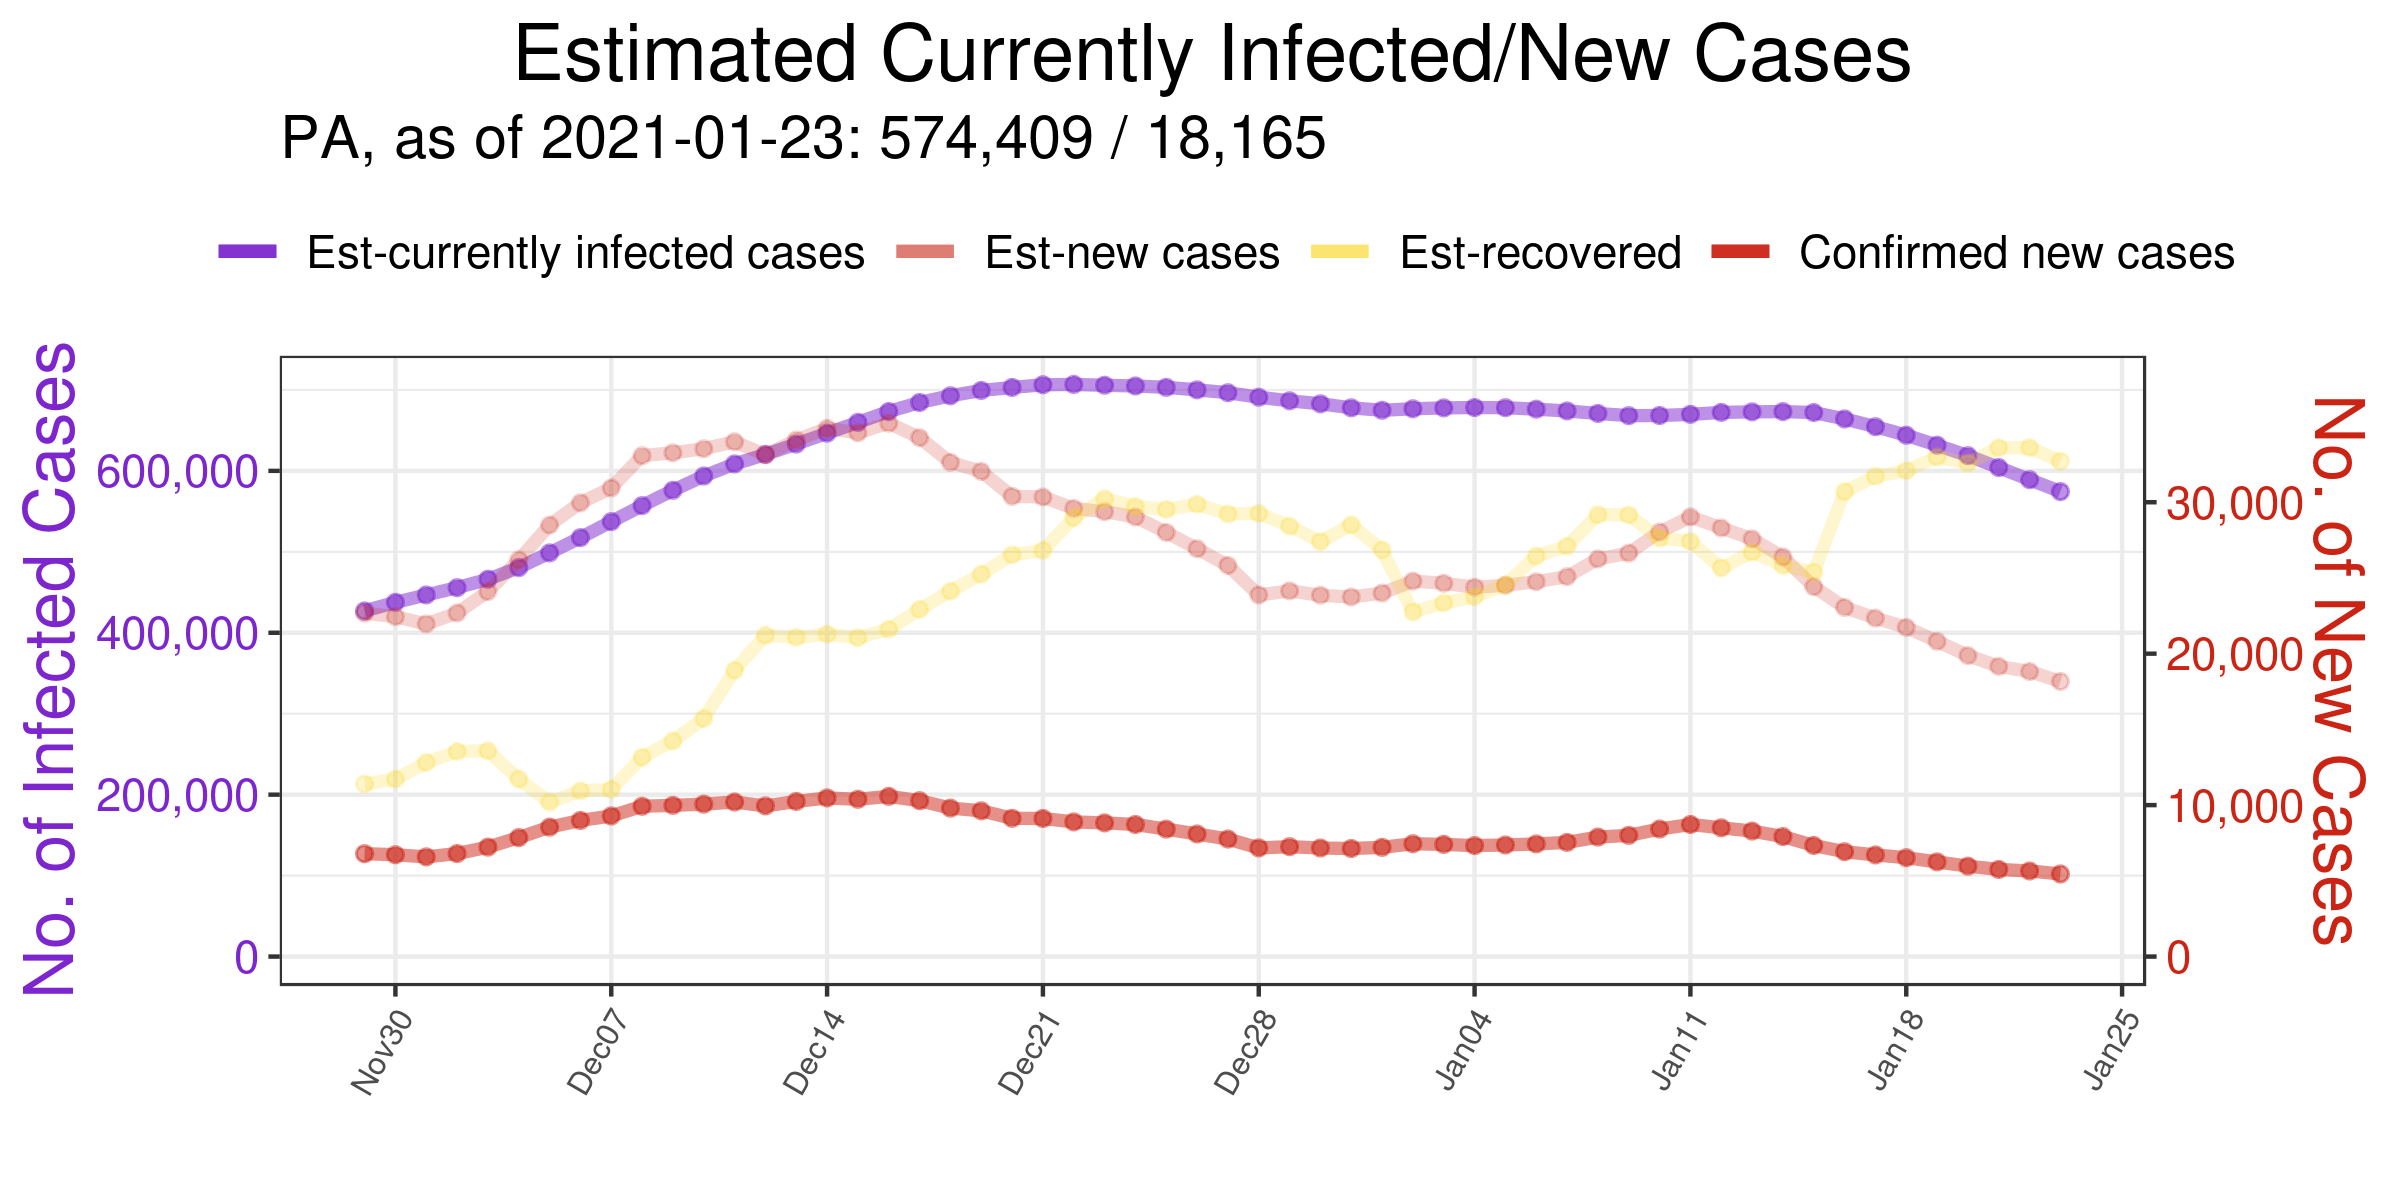 Estimated Currently Infected/New Cases
PA, as of 2021-01-23: 574,409 / 18,165
Est-currently infected cases Est-new cases Est-recovered Confirmed new cases
No. of Infected Cases
600,000
400,000
200,000
0
30,000
20,000
10,000
0
No. of New Cases
Nov30 Dec07 Dec14 Dec21 Dec28 Jan04 Jan11 Jan18 Jan25